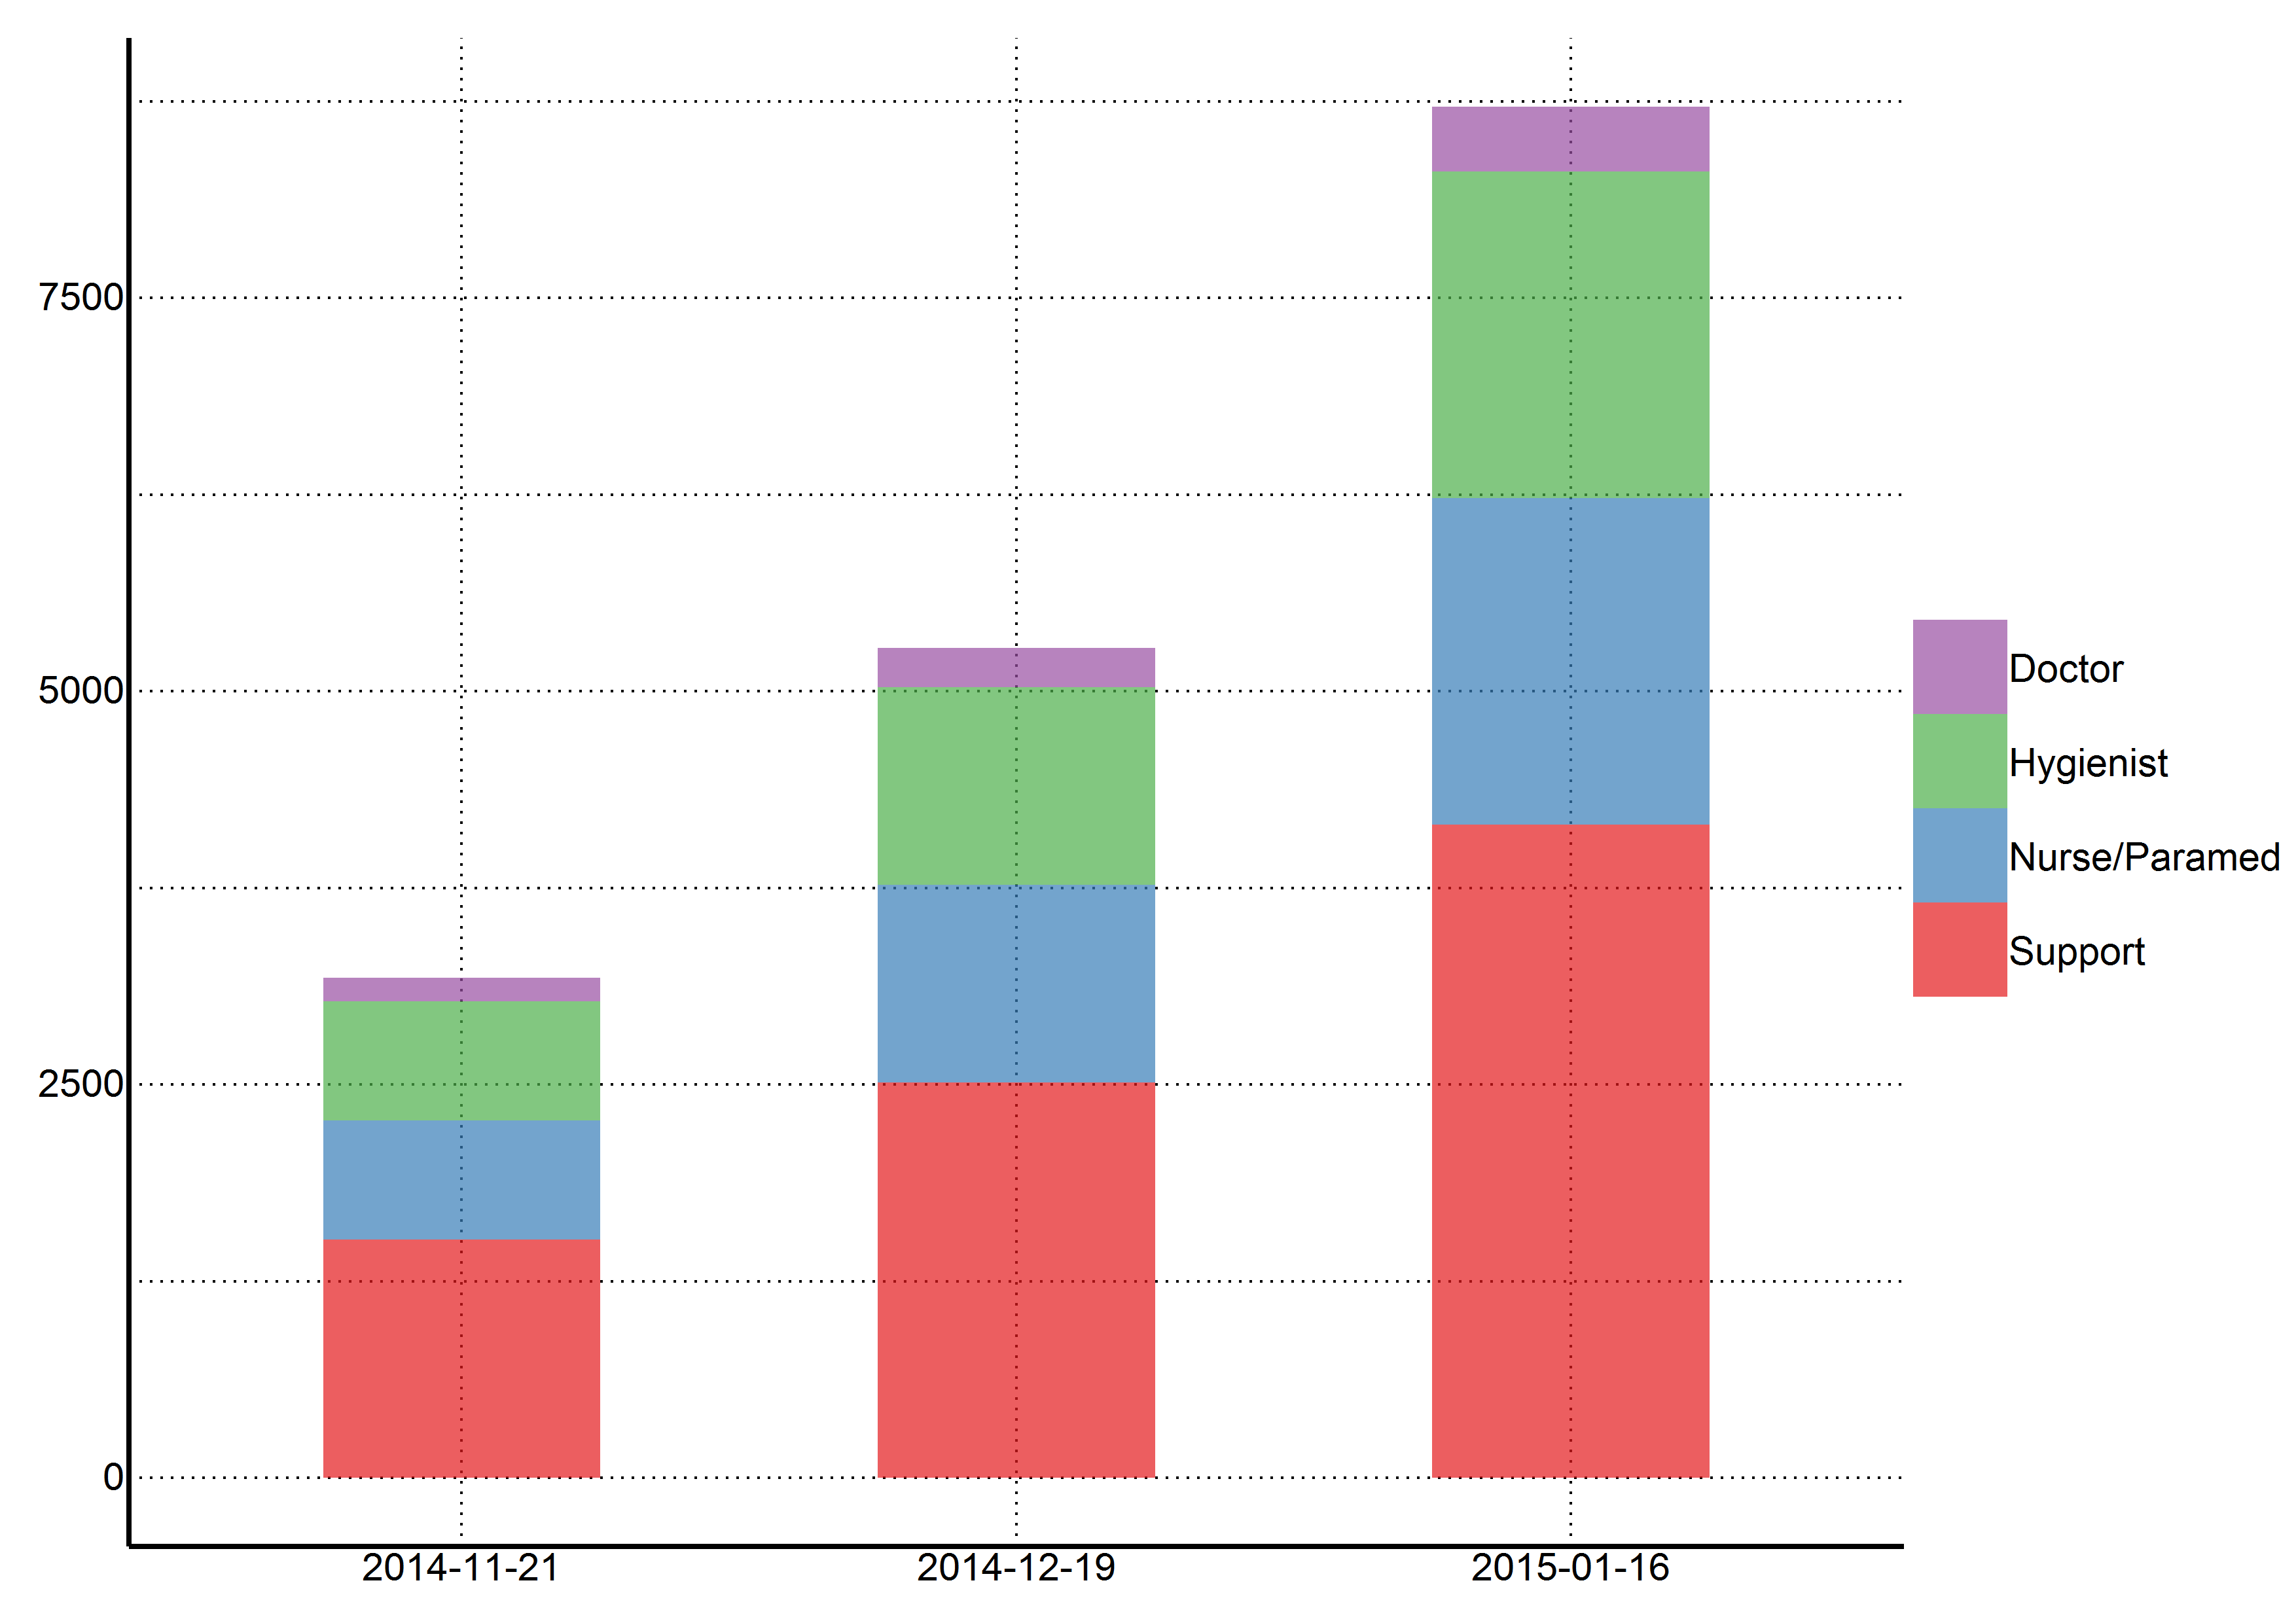 7500
5000
2500
0
2014-11-21
2014-12-19
2015-01-16
Doctor
Hygienist
Nurse/Paramed
Support